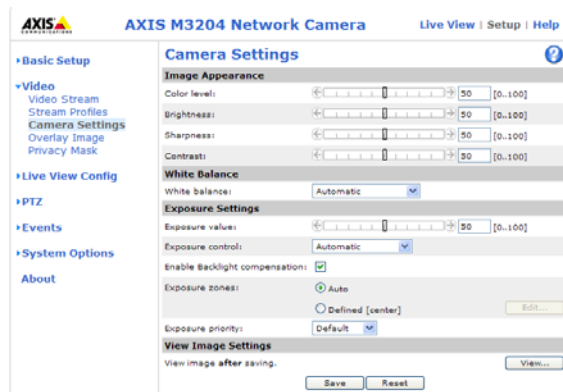 AXIS
COMMUNICATIONS
AXIS M3204 Network Camera
Live View | Setup | Help
Basic Setup
Video
Video Stream
Stream Profiles
Camera Settings
Overlay Image
Privacy Mask
Live View Config
PTZ
Events
System Options
About
Camera Settings
?
Image Appearance
Color level: 50 [0..100]
Brightness: 50 [0..100]
Sharpness: 50 [0..100]
Contrast: 50 [0..100]
White Balance
White balance: Automatic
Exposure Settings
Exposure value: 50 [0..100]
Exposure control: Automatic
Enable Backlight compensation:
Exposure zones: Auto
Defined [center] Edit...
Exposure priority: Default
View Image Settings
View image after saving. View...
Save Reset